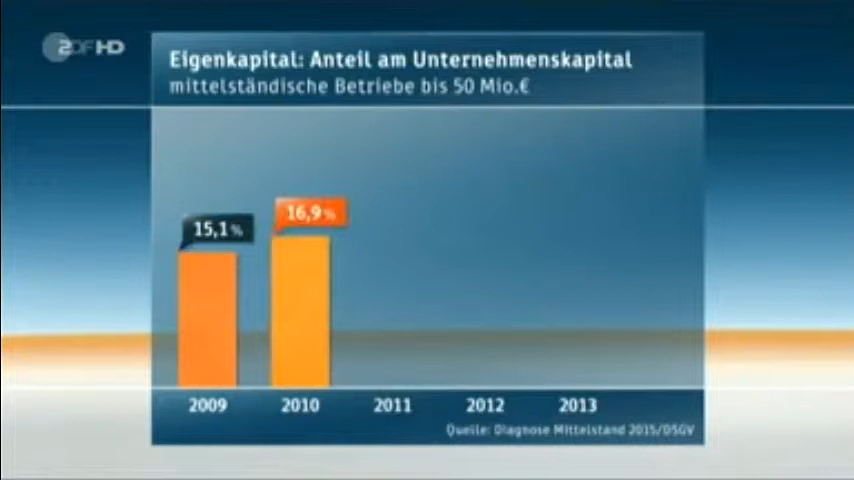 ZDF HD
Eigenkapital: Anteil am Unternehmenskapital
mittelständische Betriebe bis 50 Mio.€
16,9 %
15,1 %
2009 2010 2011 2012 2013
Quelle: Diagnose Mittelstand 2015/DSGV